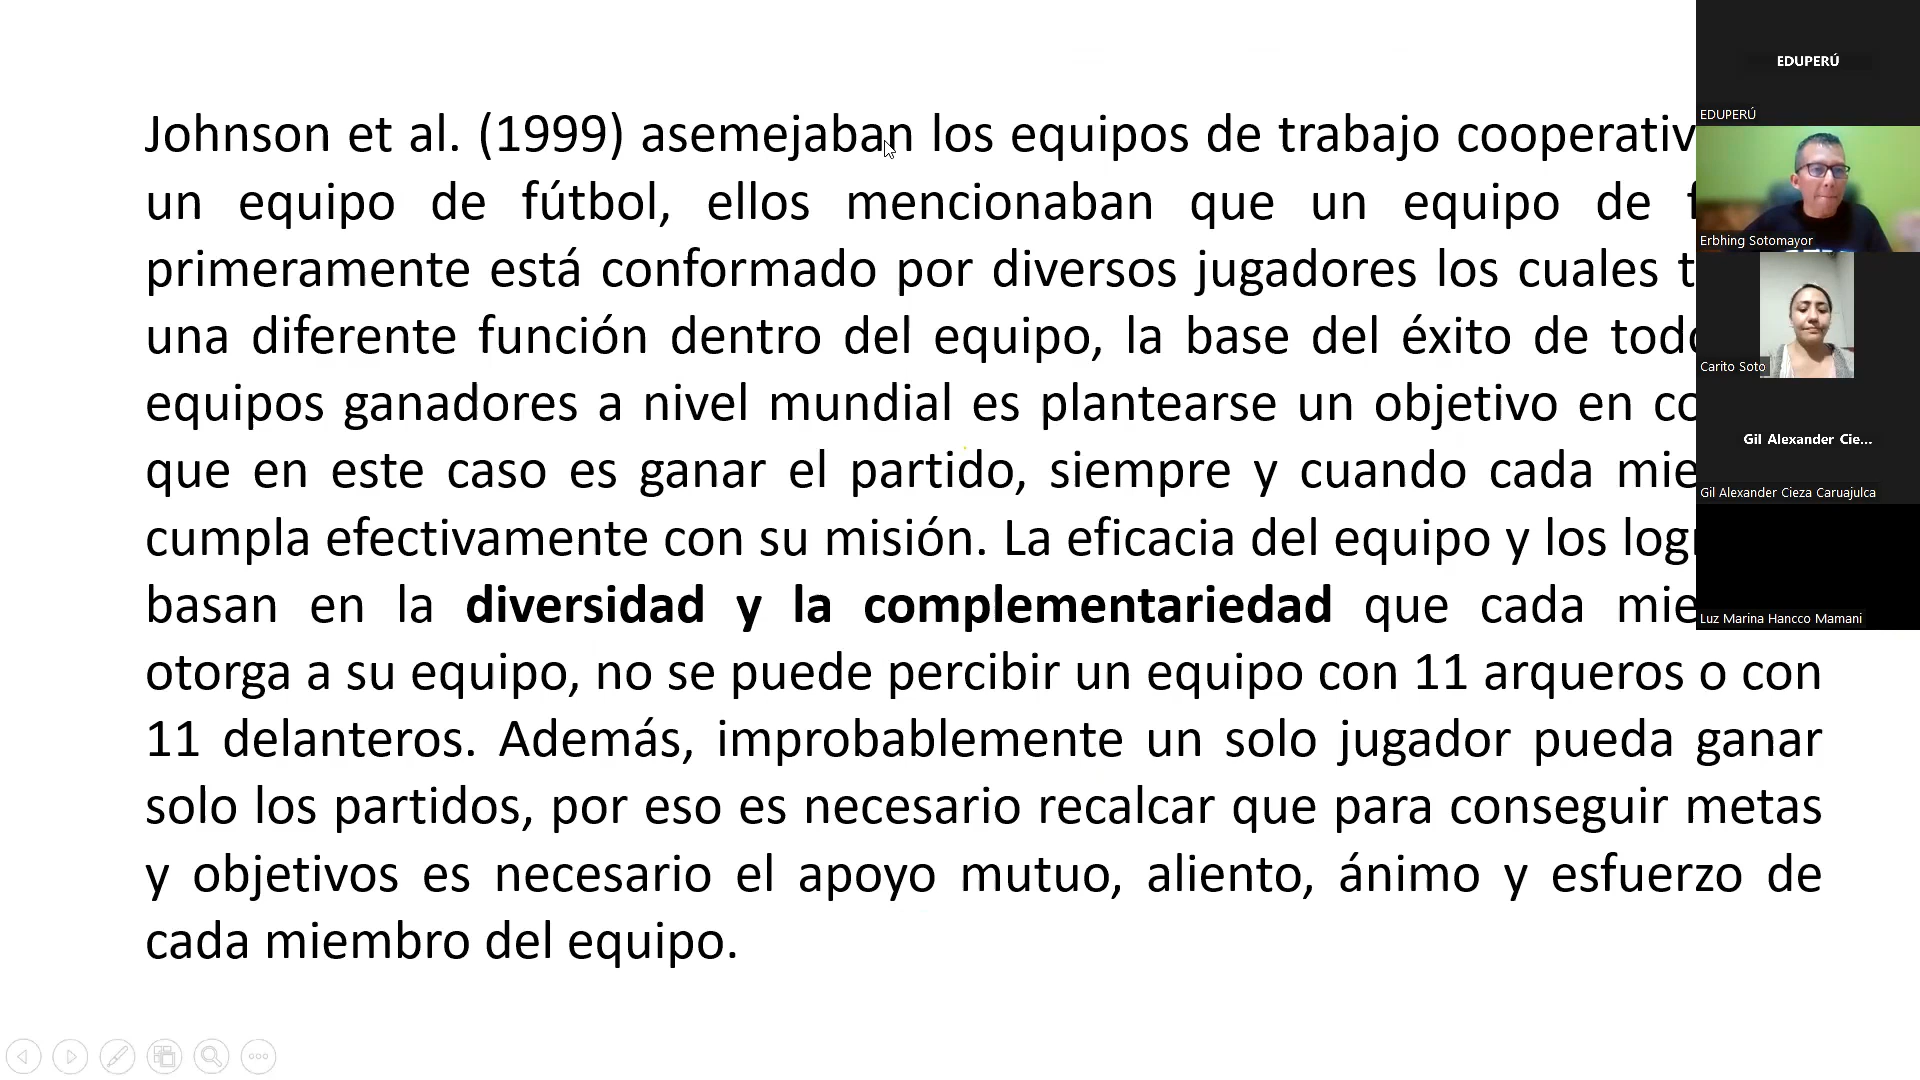 Johnson et al. (1999) asemejaban los equipos de trabajo cooperativ
un equipo de fútbol, ellos mencionaban que un equipo de
primeramente está conformado por diversos jugadores los cuales
una diferente función dentro del equipo, la base del éxito de
equipos ganadores a nivel mundial es plantearse un objetivo en
que en este caso es ganar el partido, siempre y cuando cada
cumpla efectivamente con su misión. La eficacia del equipo y los
basan en la diversidad y la complementariedad que cada
otorga a su equipo, no se puede percibir un equipo con 11 arqueros o con
11 delanteros. Además, improbablemente un solo jugador pueda ganar
solo los partidos, por eso es necesario recalcar que para conseguir metas
y objetivos es necesario el apoyo mutuo, aliento, ánimo y esfuerzo de
cada miembro del equipo.
EDUPERÚ
EDUPERÚ
Erbhing Sotomayor
Carito Soto
Gil Alexander Cie...
Gil Alexander Cieza Caruajulca
Luz Marina Hancco Mamani